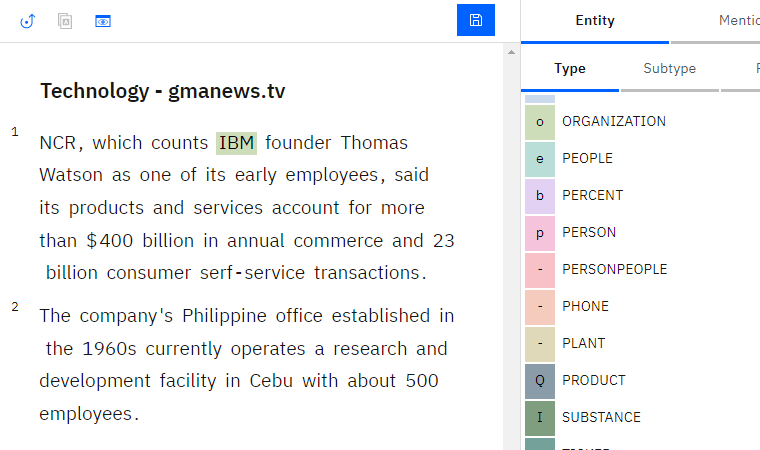 Entity
Mentio
Type
Subtype
Technology - gmanews.tv
1
NCR, which counts IBM founder Thomas
Watson as one of its early employees, said
its products and services account for more
than $400 billion in annual commerce and 23
billion consumer serf-service transactions.
2
The company's Philippine office established in
the 1960s currently operates a research and
development facility in Cebu with about 500
employees.
o ORGANIZATION
e PEOPLE
b PERCENT
p PERSON
- PERSONPEOPLE
- PHONE
- PLANT
Q PRODUCT
I SUBSTANCE